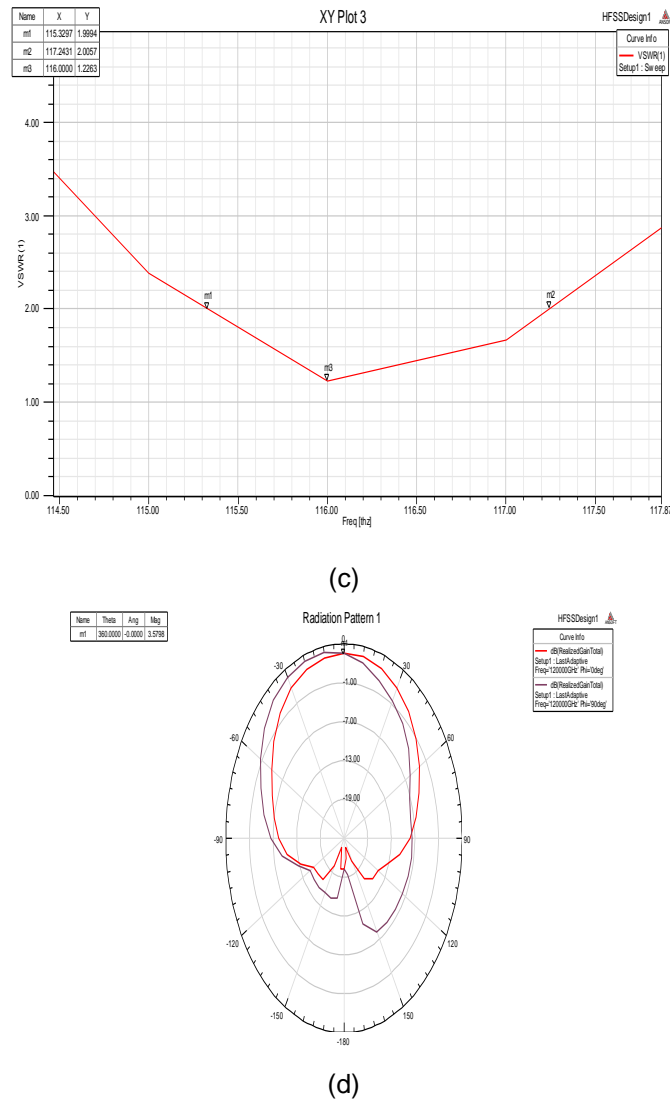 XY Plot 3
HFSSDesign1
ANSOFT
Name X Y
m1 115.3297 1.9994
m2 117.2431 2.0057
m3 116.0000 1.2263
Curve Info
VSWR(1)
Setup1 : Sweep
4.00
3.00
2.00
1.00
0.00
VSWR(1)
m1
m2
m3
114.50 115.00 115.50 116.00 116.50 117.00 117.50 117.87
Freq [thz]
(c)
Radiation Pattern 1
HFSSDesign1
Name Theta Ang Mag
m1 360.0000 -0.0000 3.5798
Curve Info
dB(RealizedGainTotal)
Setup1 : LastAdaptive
Freq='120000GHz' Phi='0deg'
dB(RealizedGainTotal)
Setup1 : LastAdaptive
Freq='120000GHz' Phi='90deg'
0
-30 30
-1.00
-60 -7.00 60
-13.00
-19.00
-90 90
-120 120
-150 150
-180
(d)